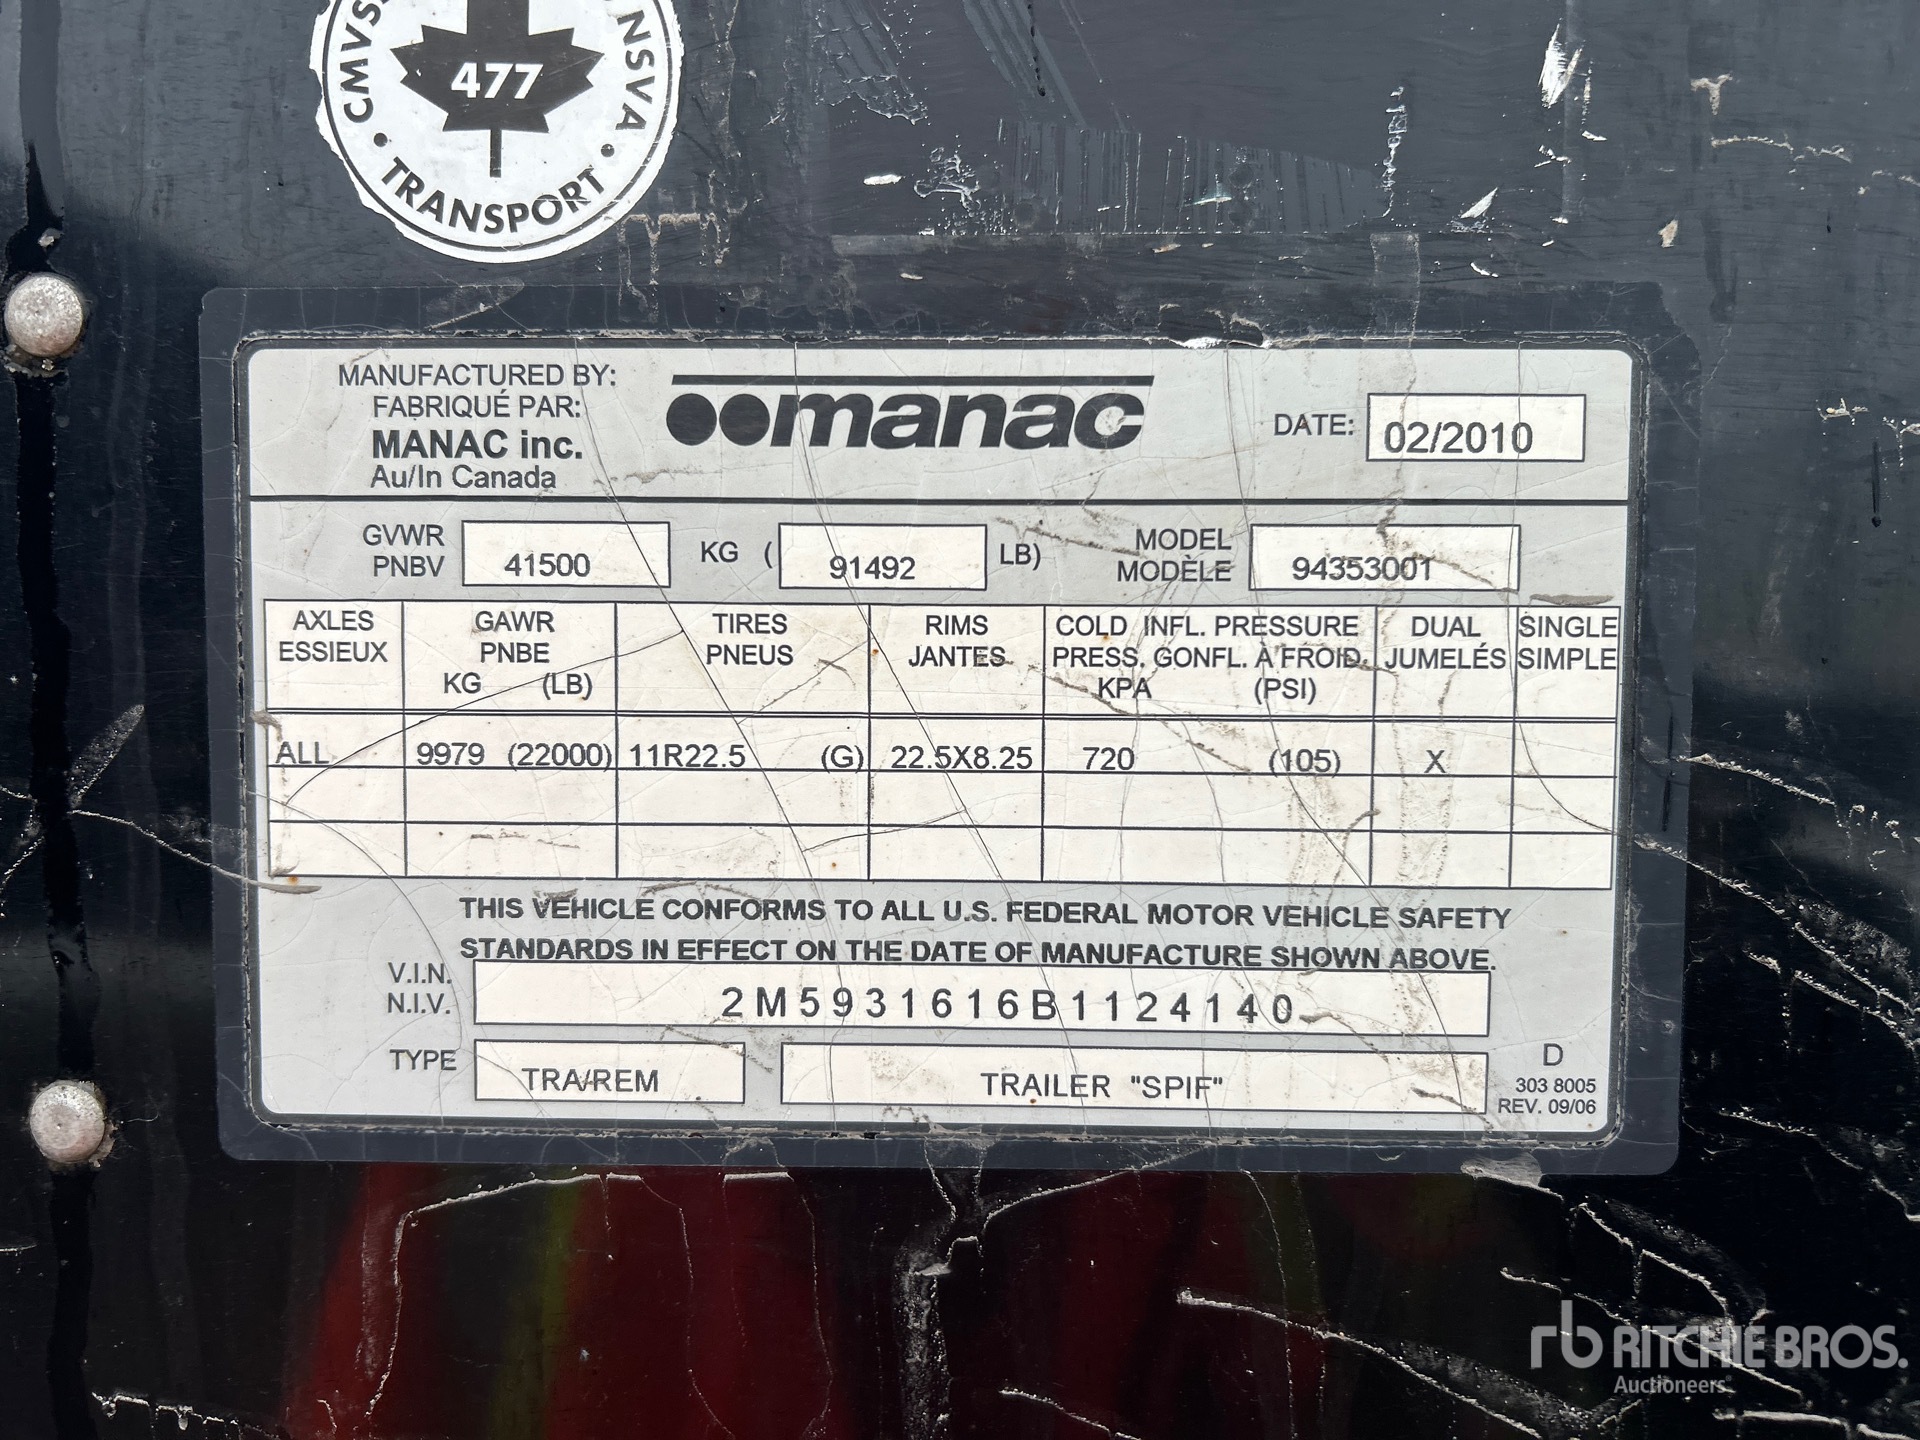 CMVS
NSVA
477
• TRANSPORT •
MANUFACTURED BY:
FABRIQUÉ PAR:
MANAC inc.
Au/In Canada
manac
DATE: 02/2010
GVWR
PNBV
41500 KG ( 91492 LB)
MODEL
MODÈLE
94353001
AXLES
ESSIEUX
GAWR
PNBE
KG (LB)
TIRES
PNEUS
RIMS
JANTES
COLD INFL. PRESSURE
PRESS. GONFL. À FROID
KPA (PSI)
DUAL
JUMELÉS
SINGLE
SIMPLE
ALL 9979 (22000) 11R22.5 (G) 22.5X8.25 720 (105) X
THIS VEHICLE CONFORMS TO ALL U.S. FEDERAL MOTOR VEHICLE SAFETY
STANDARDS IN EFFECT ON THE DATE OF MANUFACTURE SHOWN ABOVE.
V.I.N.
N.I.V.
2M5931616B1124140
TYPE TRA/REM TRAILER "SPIF"
D
303 8005
REV. 09/06
rb RITCHIE BROS.
Auctioneers